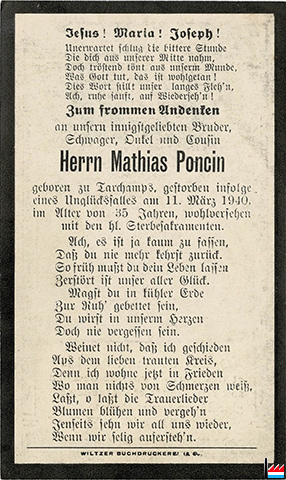 Jesus! Maria! Joseph!
Unerwartet schlug die bittere Stunde
Die dich aus unserer Mitte nahm,
Doch tröstend tönt aus unserm Munde.
Was Gott tut, das ist wohlgetan!
Dies Wort stillt unser langes Fleh'n,
Ach, ruhe sanft, auf Wiederseh'n!
Zum frommen Andenken
an unsern innigstgeliebten Bruder,
Schwager, Onkel und Cousin
Herrn Mathias Poncin
geboren zu Tarchamps, gestorben infolge
eines Unglücksfalles am 11. März 1940.
im Alter von 35 Jahren, wohlversehen
mit den hl. Sterbesakramenten.
Ach, es ist ja kaum zu fassen,
Daß du nie mehr kehrst zurück.
So früh mußt du dein Leben lassen
Zerstört ist unser aller Glück.
Magst du in kühler Erde
Zur Ruh' gebettet sein,
Du wirst in unserm Herzen
Doch nie vergessen sein.
Weinet nicht, daß ich geschieden
Aus dem lieben trauten Kreis,
Denn ich wohne jetzt in Frieden
Wo man nichts von Schmerzen weiß,
Laßt, o laßt die Trauerlieder
Blumen blühen und vergeh'n
Jenseits sehn wir all uns wieder,
Wenn wir selig aufersteh'n.
WILTZER BUCHDRUCKEREI